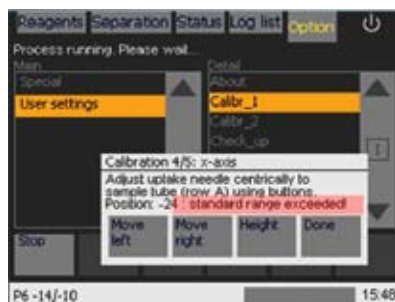 Reagents Separation Status Log list Option
Process running. Please wait...
Main Detail
Special About
User settings Calibr_1
Calibr_2
Check_up
Calibration 4/5: x-axis
Adjust uptake needle centrically to
sample tube (row A) using buttons.
Position: -24 : standard range exceeded!
Move left Move right Height Done
Stop
P6 -14/-10 15:48